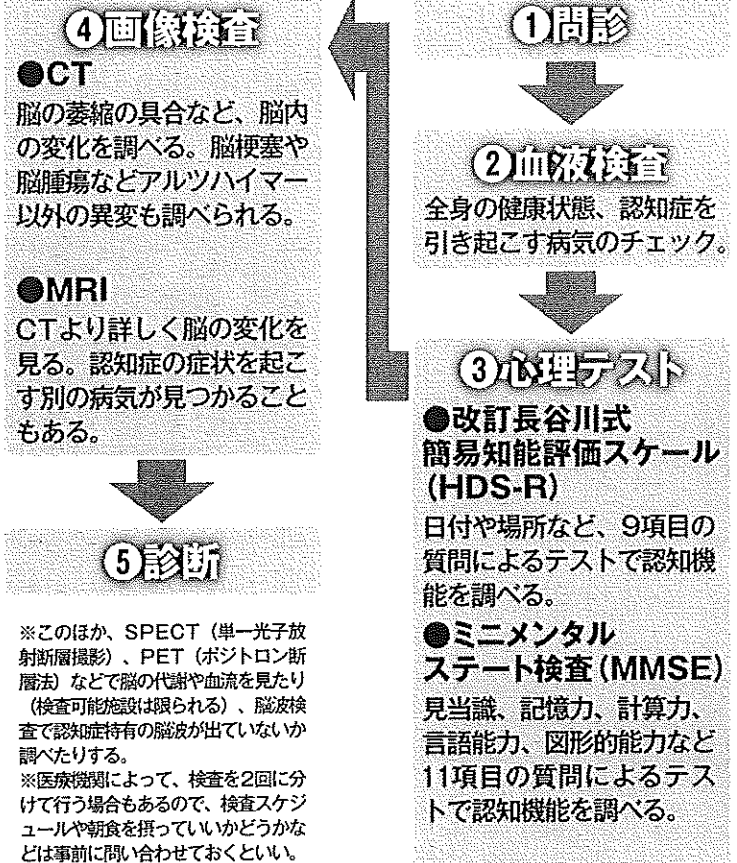 ❶問診
❷血液検査
全身の健康状態、認知症を
引き起こす病気のチェック。
❸心理テスト
●改訂長谷川式
簡易知能評価スケール
(HDS-R)
日付や場所など、9項目の
質問によるテストで認知機
能を調べる。
●ミニメンタル
ステート検査(MMSE)
見当識、記憶力、計算力、
言語能力、図形的能力など
11項目の質問によるテス
トで認知機能を調べる。
❹画像検査
●CT
脳の萎縮の具合など、脳内
の変化を調べる。脳梗塞や
脳腫瘍などアルツハイマー
以外の異変も調べられる。
●MRI
CTより詳しく脳の変化を
見る。認知症の症状を起こ
す別の病気が見つかること
もある。
❺診断
※このほか、SPECT(単一光子放
射断層撮影)、PET(ポジトロン断
層法)などで脳の代謝や血流を見たり
(検査可能施設は限られる)、脳波検
査で認知症特有の脳波が出ていないか
調べたりする。
※医療機関によって、検査を2回に分
けて行う場合もあるので、検査スケジ
ュールや朝食を摂っていいかどうかな
どは事前に問い合わせておくといい。